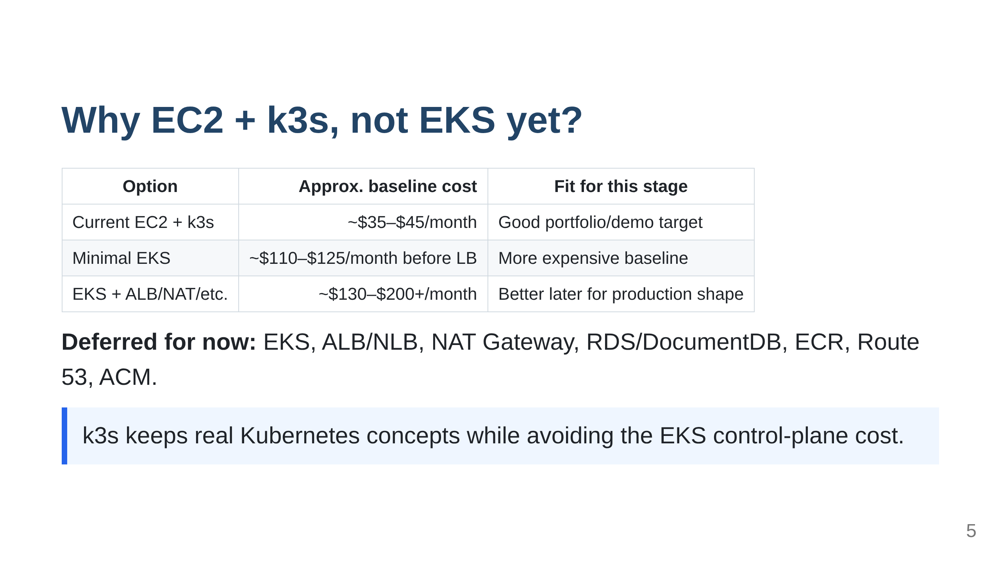 Why EC2 + k3s, not EKS yet?
Option Approx. baseline cost Fit for this stage
Current EC2 + k3s ~$35–$45/month Good portfolio/demo target
Minimal EKS ~$110–$125/month before LB More expensive baseline
EKS + ALB/NAT/etc. ~$130–$200+/month Better later for production shape
Deferred for now: EKS, ALB/NLB, NAT Gateway, RDS/DocumentDB, ECR, Route
53, ACM.
k3s keeps real Kubernetes concepts while avoiding the EKS control-plane cost.
5